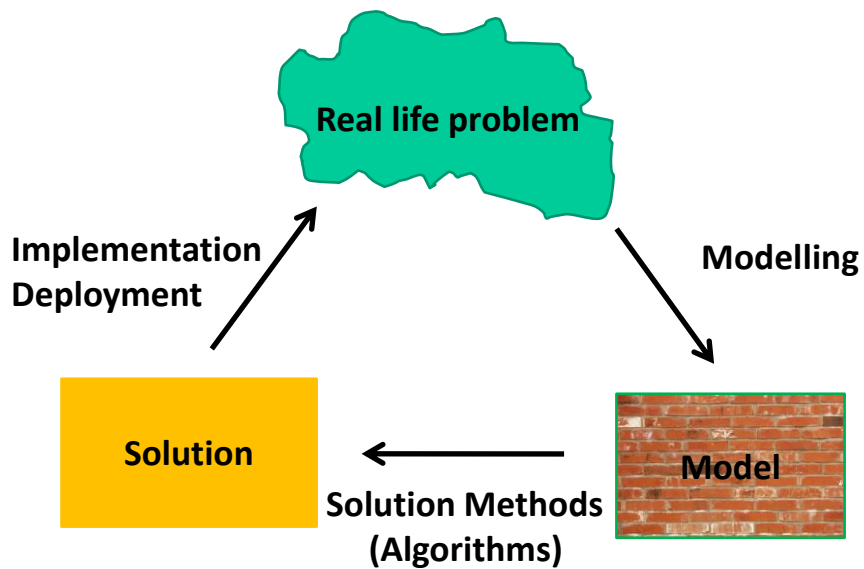 Real life problem
Implementation
Deployment
Modelling
Solution
Model
Solution Methods
(Algorithms)